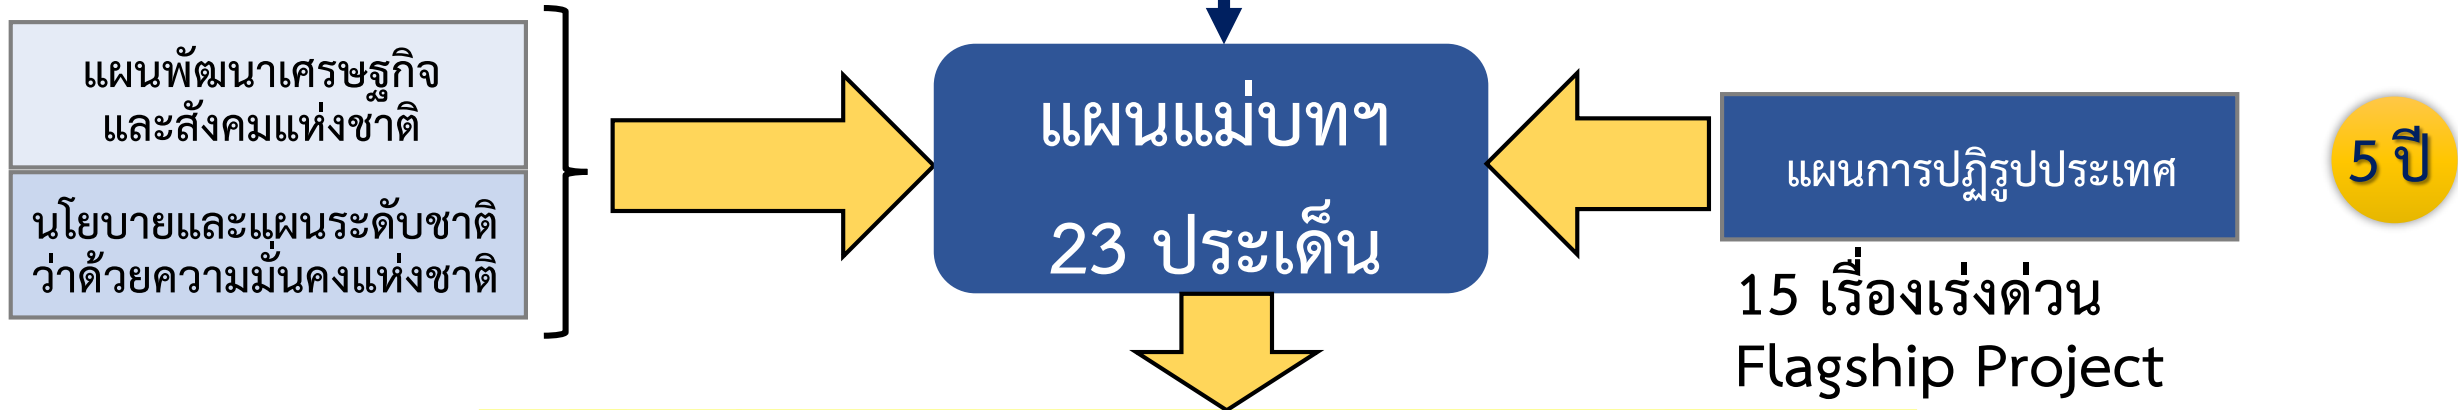 แผนพัฒนาเศรษฐกิจ
และสังคมแห่งชาติ
นโยบายและแผนระดับชาติ
ว่าด้วยความมั่นคงแห่งชาติ
แผนแม่บทฯ
23 ประเด็น
แผนการปฏิรูปประเทศ
15 เรื่องเร่งด่วน
Flagship Project
5 ปี